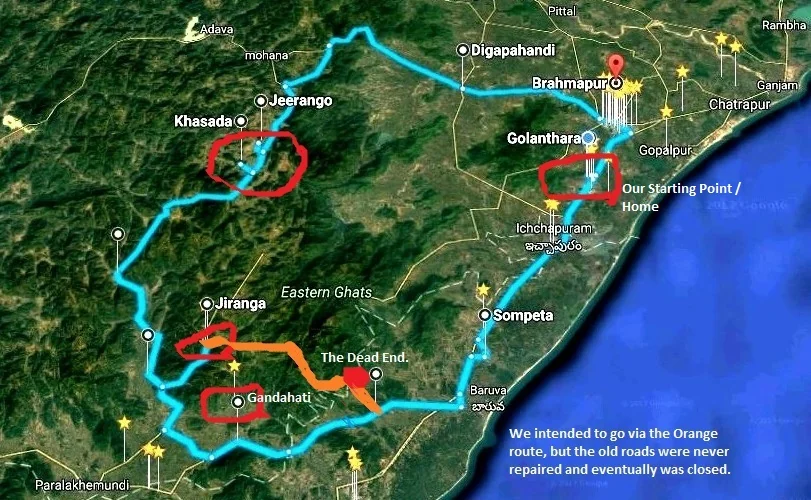 Pittal
Rambha
Adava
mohana
Digapahandi
Brahmapur
Ganjam
Chatrapur
Jeerango
Khasada
Golanthara
Gopalpur
Our Starting Point /
Home
Ichchapuram
ఇచ్ఛాపురం
Eastern Ghats
Jiranga
Sompeta
The Dead End.
Gandahati
Baruva
బారువ
We intended to go via the Orange
route, but the old roads were never
repaired and eventually was closed.
Paralakhemundi